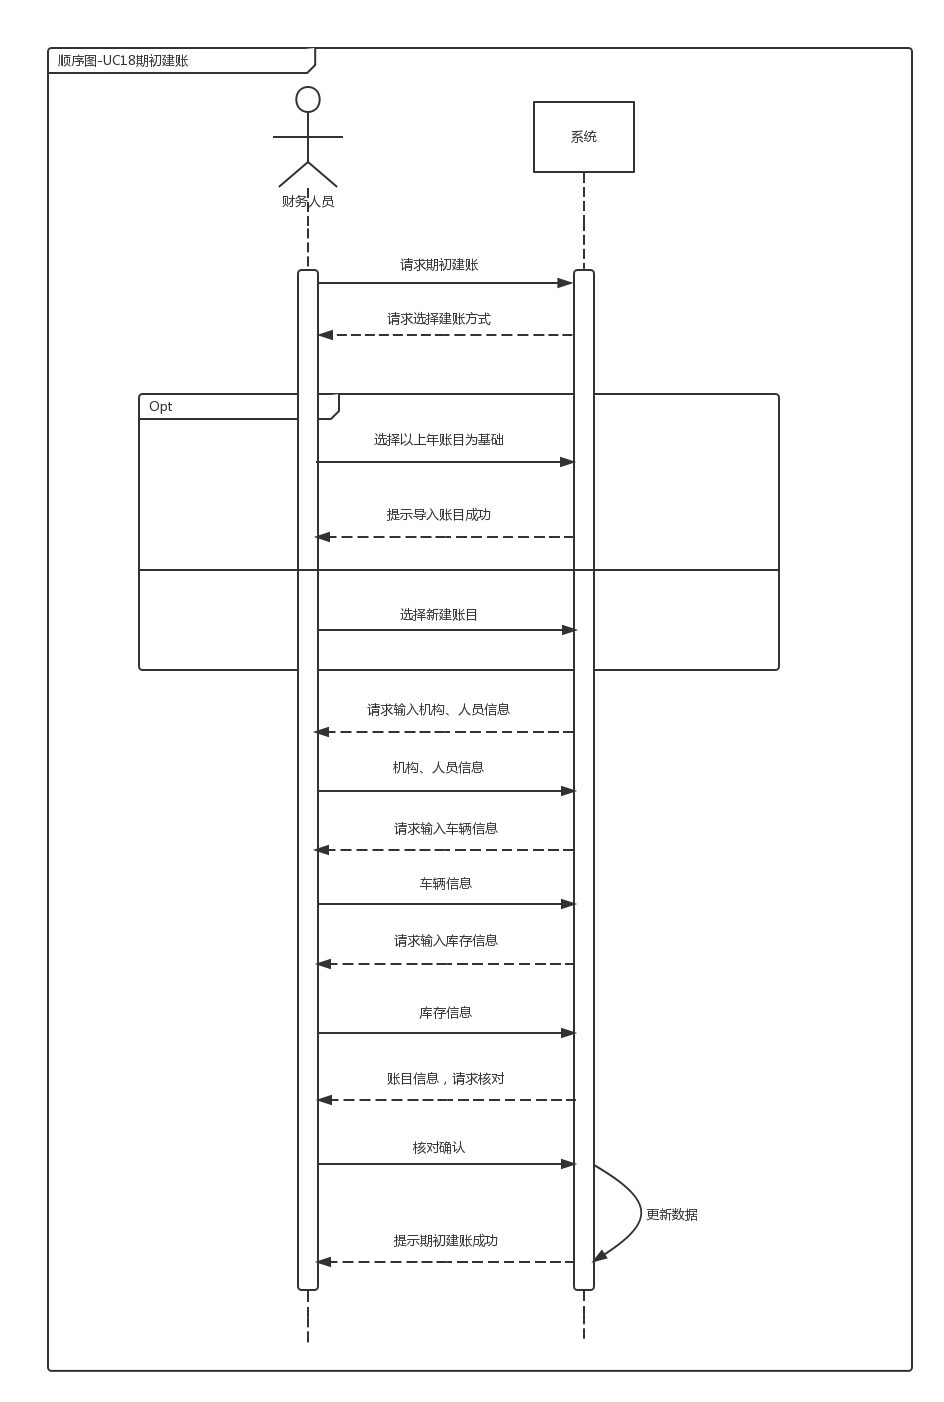 顺序图-UC18期初建账
系统
财务人员
请求期初建账
请求选择建账方式
Opt
选择以上年账目为基础
提示导入账目成功
选择新建账目
请求输入机构、人员信息
机构、人员信息
请求输入车辆信息
车辆信息
请求输入库存信息
库存信息
账目信息，请求核对
核对确认
更新数据
提示期初建账成功